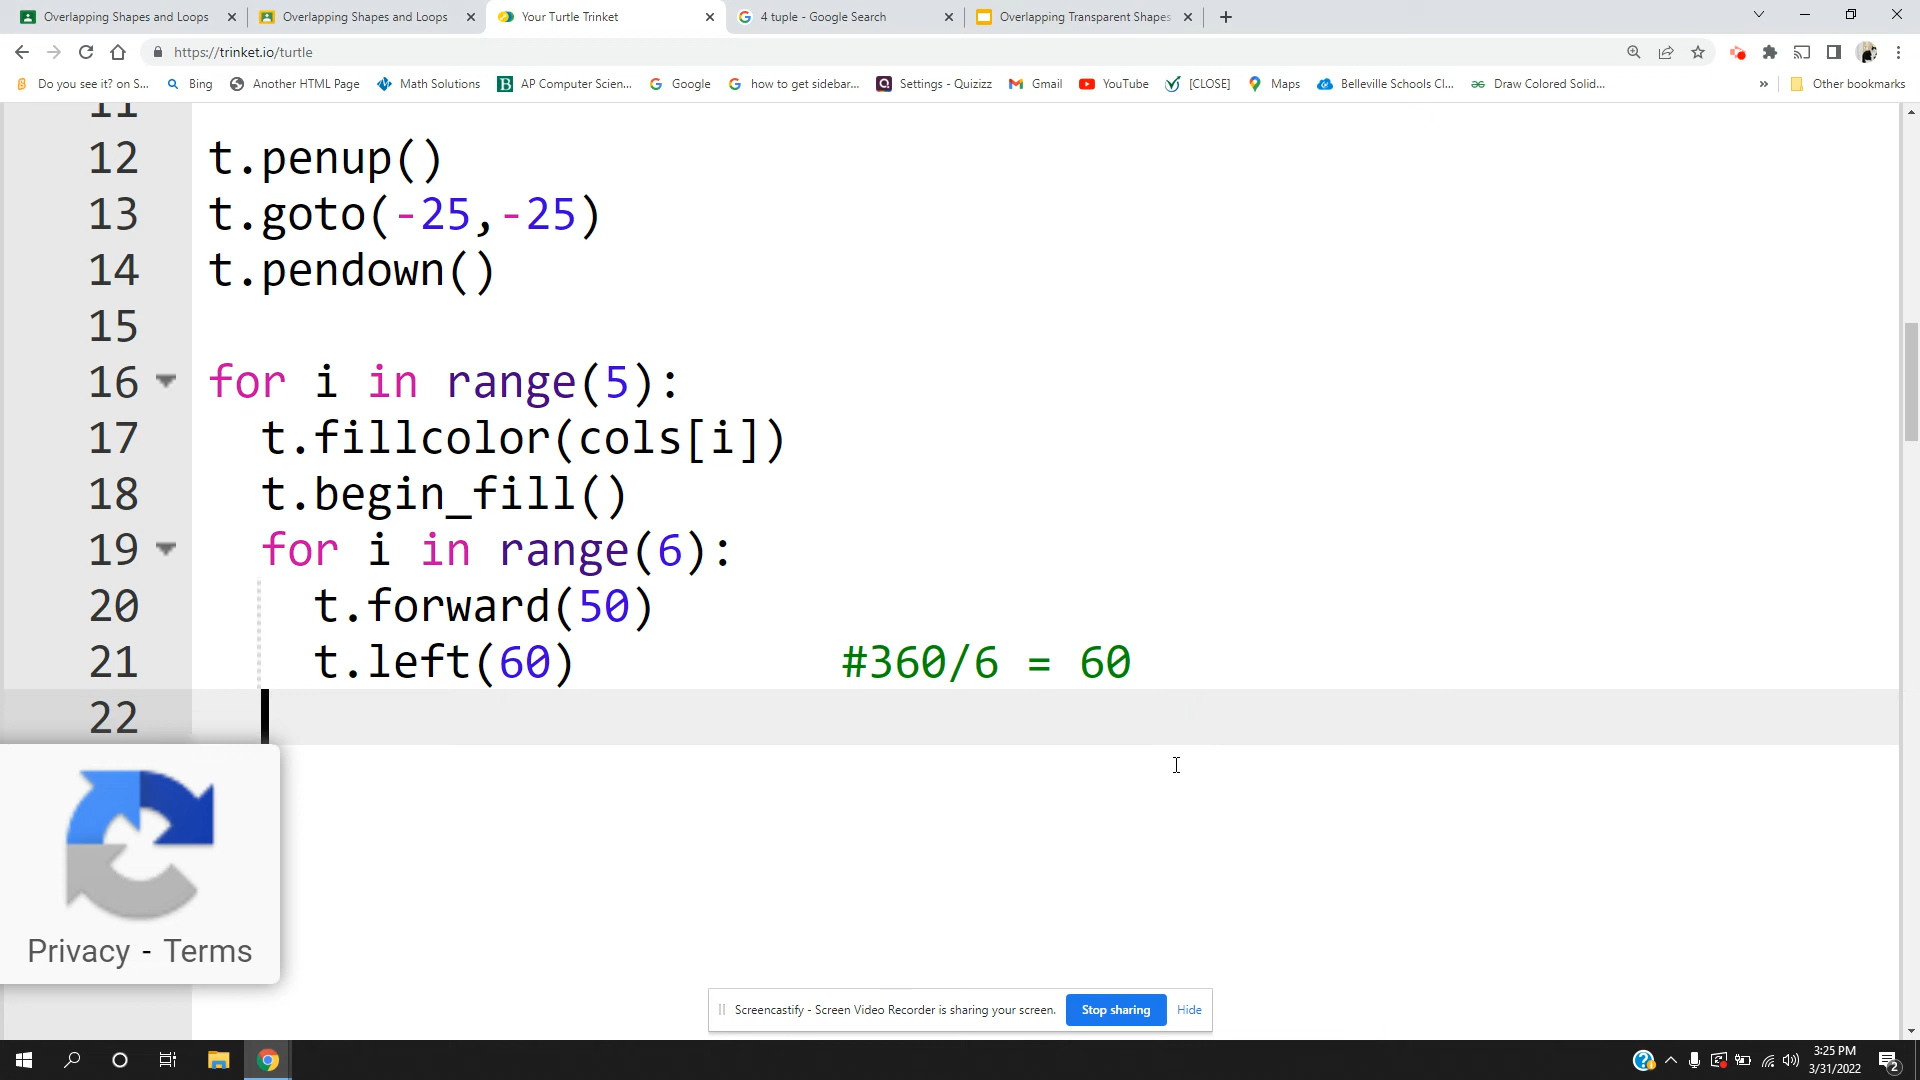 Overlapping Shapes and Loops
Overlapping Shapes and Loops
Your Turtle Trinket
4 tuple - Google Search
Overlapping Transparent Shapes
https://trinket.io/turtle
Do you see it? on S...
Bing
Another HTML Page
Math Solutions
AP Computer Scien...
Google
how to get sidebar...
Settings - Quizizz
Gmail
YouTube
[CLOSE]
Maps
Belleville Schools Cl...
Draw Colored Solid...
»
Other bookmarks
11
12 t.penup()
13 t.goto(-25,-25)
14 t.pendown()
15
16 for i in range(5):
17 t.fillcolor(cols[i])
18 t.begin_fill()
19 for i in range(6):
20 t.forward(50)
21 t.left(60) #360/6 = 60
22
Privacy - Terms
Screencastify - Screen Video Recorder is sharing your screen.
Stop sharing
Hide
3:25 PM
3/31/2022
2